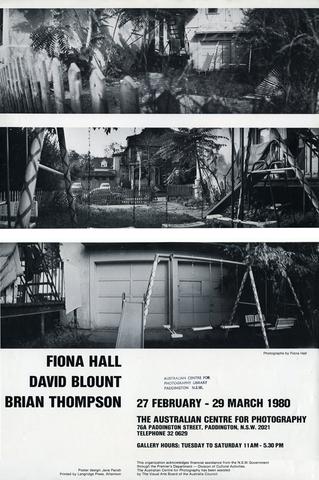 Photographs by Fiona Hall
FIONA HALL
DAVID BLOUNT
BRIAN THOMPSON
AUSTRALIAN CENTRE FOR
PHOTOGRAPHY LIBRARY
PADDINGTON N.S.W.
27 FEBRUARY - 29 MARCH 1980
THE AUSTRALIAN CENTRE FOR PHOTOGRAPHY
76A PADDINGTON STREET, PADDINGTON, N.S.W. 2021
TELEPHONE 32 0629
GALLERY HOURS: TUESDAY TO SATURDAY 11AM - 5.30 PM
Poster design Jane Parish
Printed by Langridge Press, Artarmon
This organization acknowledges financial assistance from the N.S.W. Government
through the Premier's Department — Division of Cultural Activities.
The Australian Centre for Photography has been assisted
by The Visual Arts Board of the Australia Council